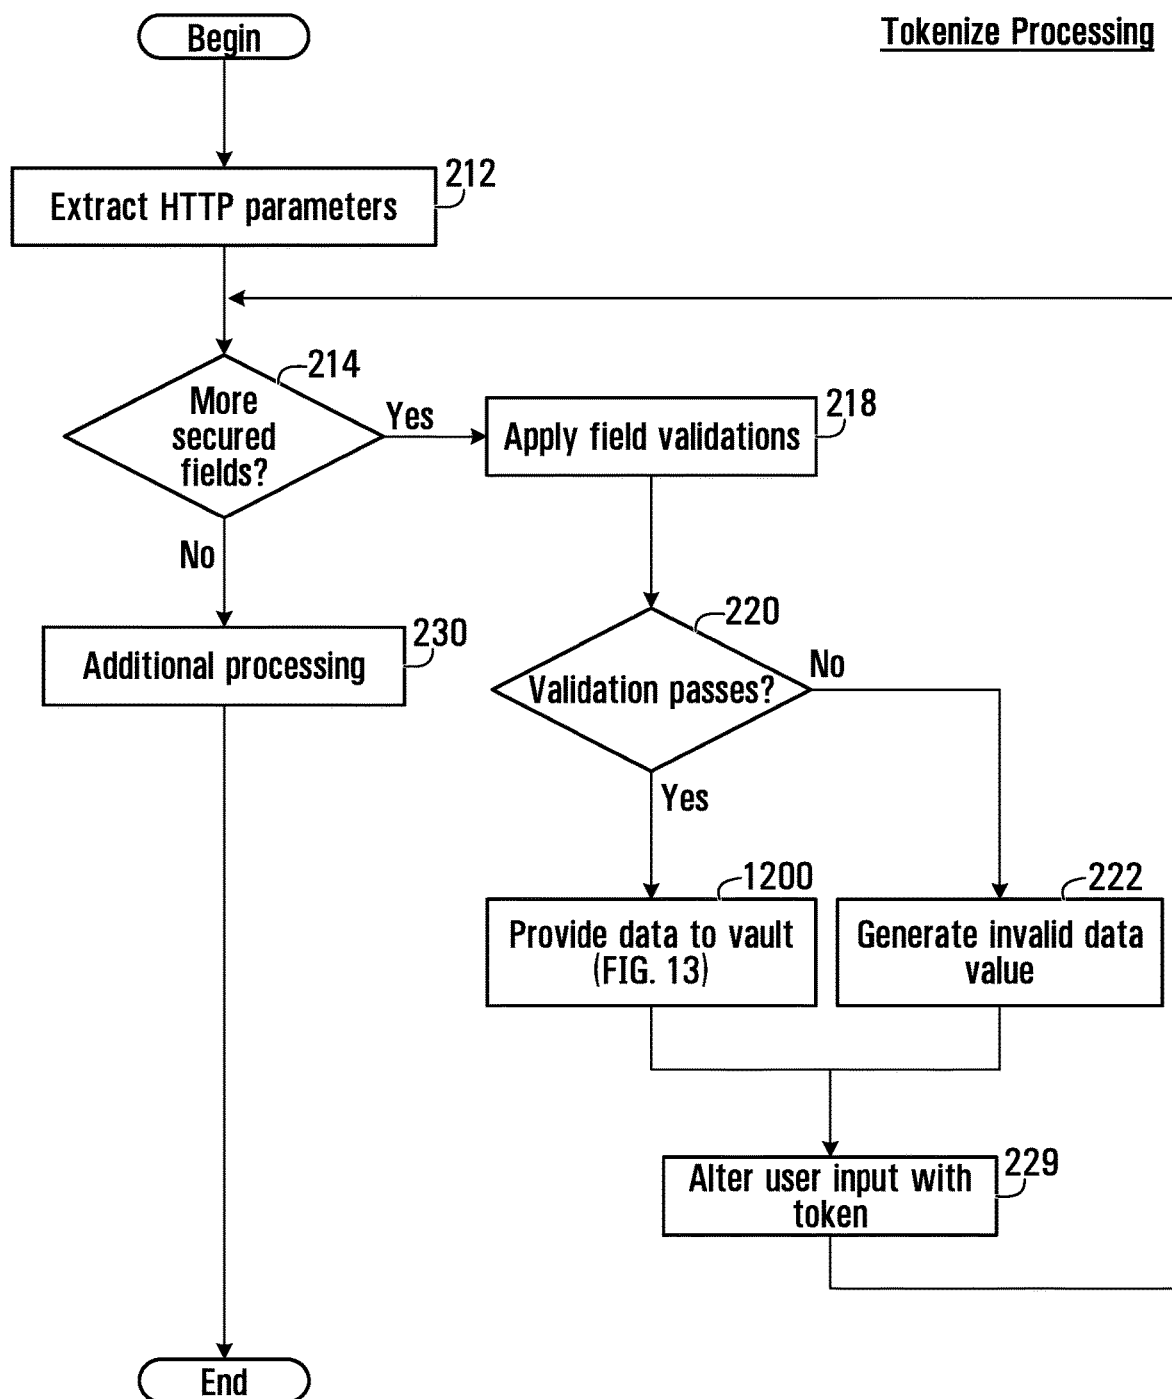 Begin
Tokenize Processing
212
Extract HTTP parameters
214
More
secured
fields?
Yes
218
Apply field validations
No
220
Validation passes?
No
230
Additional processing
Yes
1200
Provide data to vault
(FIG. 13)
222
Generate invalid data
value
229
Alter user input with
token
End